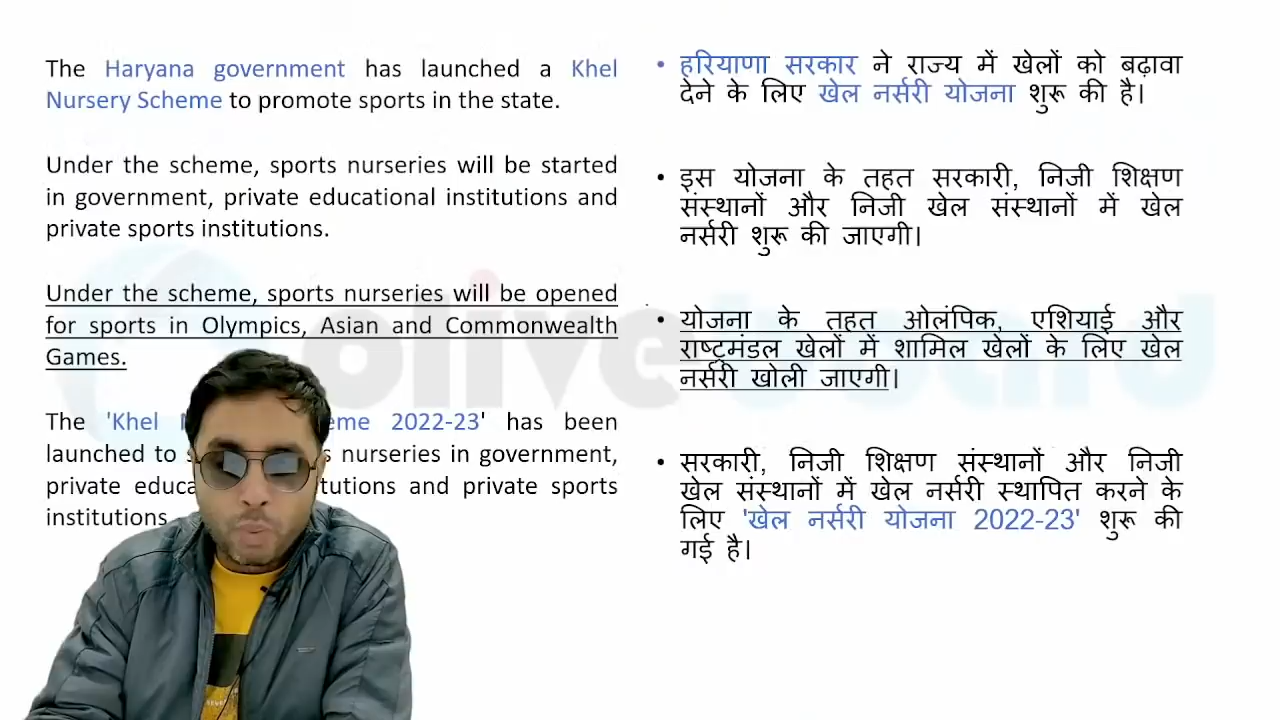 The Haryana government has launched a Khel
Nursery Scheme to promote sports in the state.
Under the scheme, sports nurseries will be started
in government, private educational institutions and
private sports institutions.
Under the scheme, sports nurseries will be opened
for sports in Olympics, Asian and Commonwealth
Games.
The 'Khel 2022-23' has been
launched to nurseries in government,
private and private sports
institutions
• हरियाणा सरकार ने राज्य में खेलों को बढ़ावा
देने के लिए खेल नर्सरी योजना शुरू की है।
• इस योजना के तहत सरकारी, निजी शिक्षण
संस्थानों और निजी खेल संस्थानों में खेल
नर्सरी शुरू की जाएगी।
• योजना के तहत ओलंपिक, एशियाई और
राष्ट्रमंडल खेलों में शामिल खेलों के लिए खेल
नर्सरी खोली जाएगी।
• सरकारी, निजी शिक्षण संस्थानों और निजी
खेल संस्थानों में खेल नर्सरी स्थापित करने के
लिए 'खेल नर्सरी योजना 2022-23' शुरू की
गई है।
oliveboard